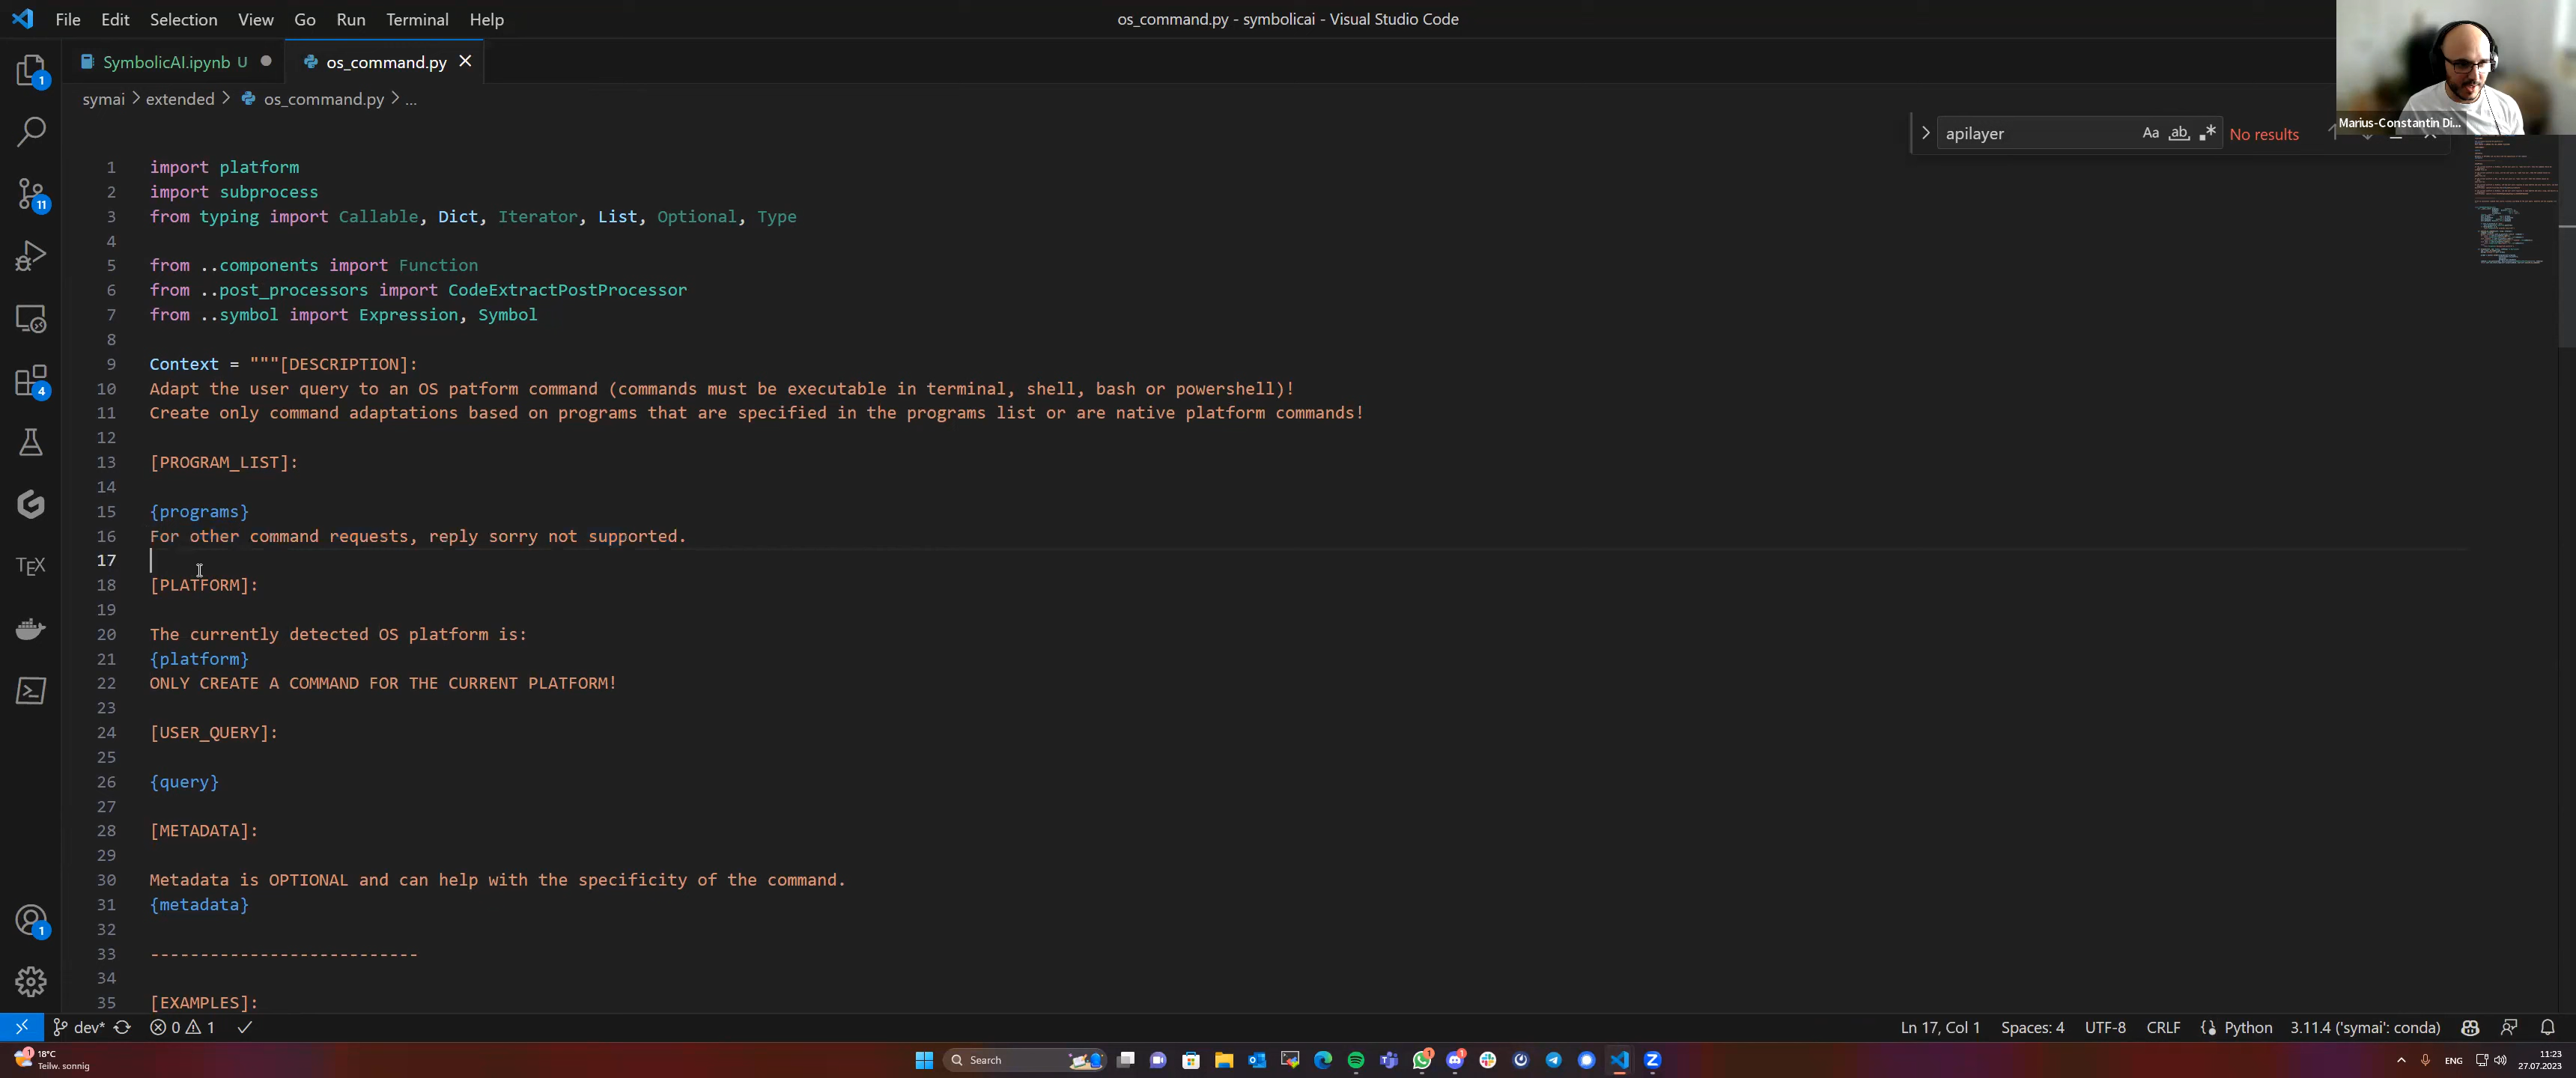 File Edit Selection View Go Run Terminal Help
os_command.py - symbolicai - Visual Studio Code
SymbolicAI.ipynb U
os_command.py
symai > extended > os_command.py > ...
apilayer Aa ab .* No results
Marius-Constantin Di...
1 import platform
2 import subprocess
3 from typing import Callable, Dict, Iterator, List, Optional, Type
4
5 from ..components import Function
6 from ..post_processors import CodeExtractPostProcessor
7 from ..symbol import Expression, Symbol
8
9 Context = """[DESCRIPTION]:
10 Adapt the user query to an OS patform command (commands must be executable in terminal, shell, bash or powershell)!
11 Create only command adaptations based on programs that are specified in the programs list or are native platform commands!
12
13 [PROGRAM_LIST]:
14
15 {programs}
16 For other command requests, reply sorry not supported.
17
18 [PLATFORM]:
19
20 The currently detected OS platform is:
21 {platform}
22 ONLY CREATE A COMMAND FOR THE CURRENT PLATFORM!
23
24 [USER_QUERY]:
25
26 {query}
27
28 [METADATA]:
29
30 Metadata is OPTIONAL and can help with the specificity of the command.
31 {metadata}
32
33 ---------------------------
34
35 [EXAMPLES]:
1
11
4
TEX
1
dev* 0 1
Ln 17, Col 1 Spaces: 4 UTF-8 CRLF Python 3.11.4 ('symai': conda)
18°C
Teilw. sonnig
Search
ENG
11:23
27.07.2023